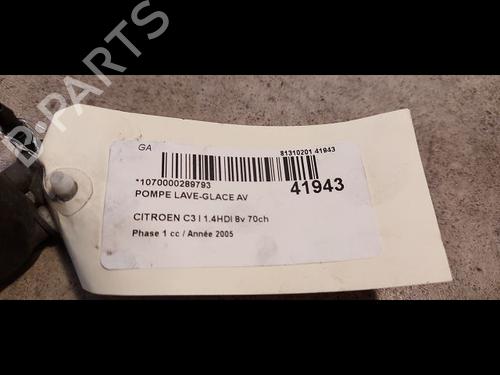 B-PARTS
GA
81310201 41943
*1070000289793
41943
POMPE LAVE-GLACE AV
CITROEN C3 I 1.4HDI 8v 70ch
Phase 1 cc / Année 2005